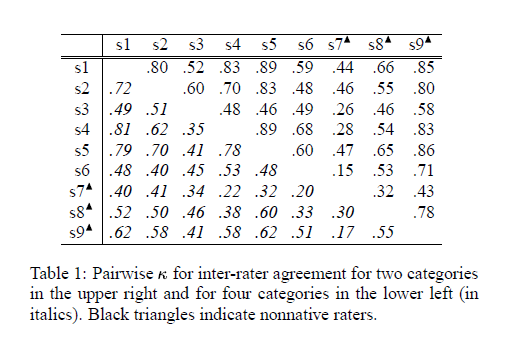 s1 s2 s3 s4 s5 s6 s7▲ s8▲ s9▲
s1 .80 .52 .83 .89 .59 .44 .66 .85
s2 .72 .60 .70 .83 .48 .46 .55 .80
s3 .49 .51 .48 .46 .49 .26 .46 .58
s4 .81 .62 .35 .89 .68 .28 .54 .83
s5 .79 .70 .41 .78 .60 .47 .65 .86
s6 .48 .40 .45 .53 .48 .15 .53 .71
s7▲ .40 .41 .34 .22 .32 .20 .32 .43
s8▲ .52 .50 .46 .38 .60 .33 .30 .78
s9▲ .62 .58 .41 .58 .62 .51 .17 .55
Table 1: Pairwise κ for inter-rater agreement for two categories
in the upper right and for four categories in the lower left (in
italics). Black triangles indicate nonnative raters.